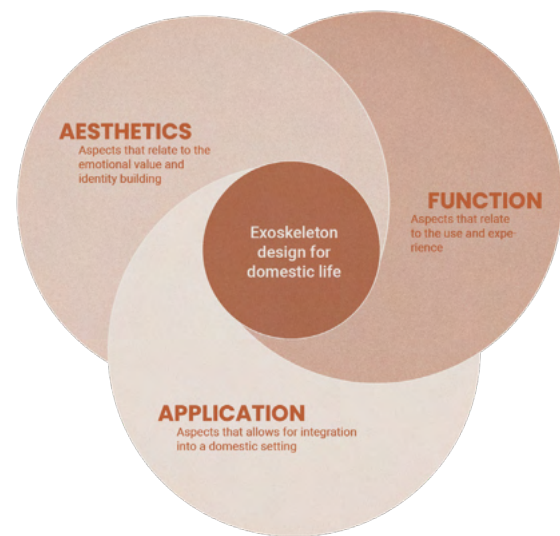 AESTHETICS
Aspects that relate to the
emotional value and
identity building
FUNCTION
Aspects that relate
to the use and expe-
rience
Exoskeleton
design for
domestic life
APPLICATION
Aspects that allows for integration
into a domestic setting